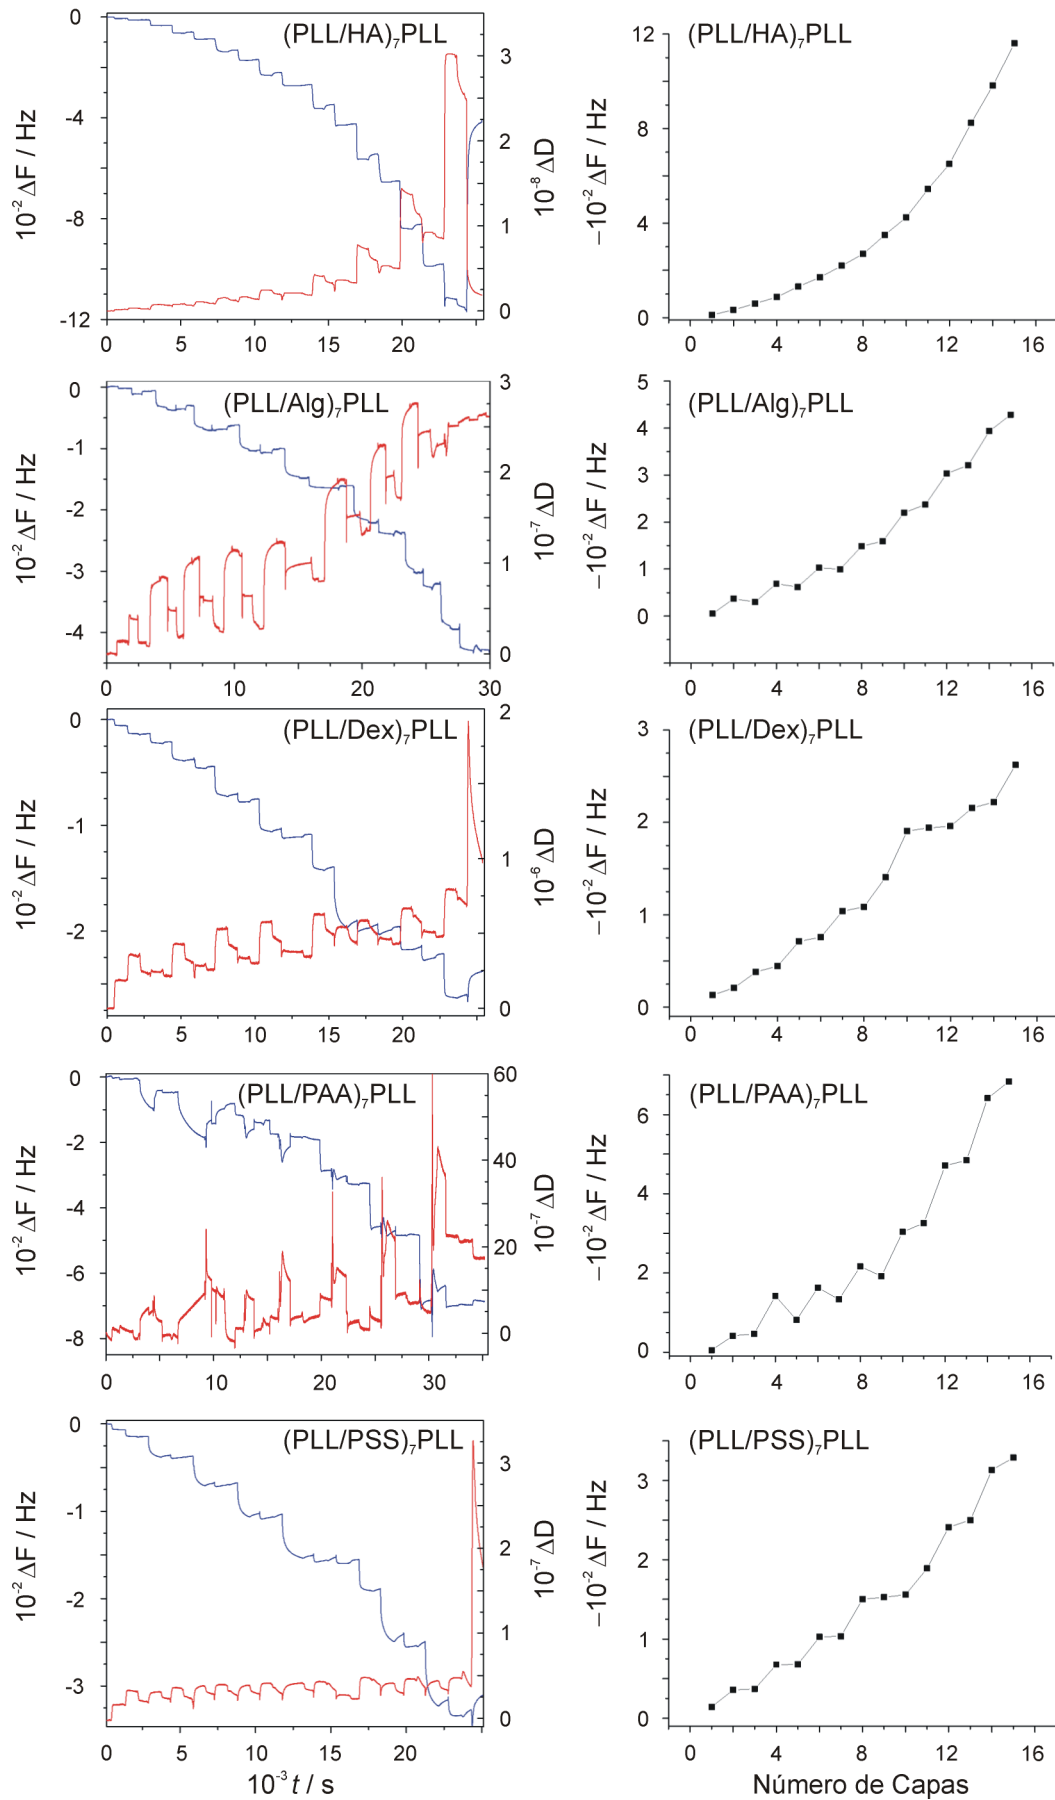 (PLL/HA)₇PLL
10⁻² ΔF / Hz
0
-4
-8
-12
10⁻⁸ ΔD
3
2
1
0
0 5 10 15 20
(PLL/HA)₇PLL
−10⁻² ΔF / Hz
12
8
4
0
0 4 8 12 16
(PLL/Alg)₇PLL
10⁻² ΔF / Hz
0
-1
-2
-3
-4
10⁻⁷ ΔD
3
2
1
0
0 10 20 30
(PLL/Alg)₇PLL
−10⁻² ΔF / Hz
5
4
3
2
1
0
0 4 8 12 16
(PLL/Dex)₇PLL
10⁻² ΔF / Hz
0
-1
-2
10⁻⁶ ΔD
2
1
0
0 5 10 15 20
(PLL/Dex)₇PLL
−10⁻² ΔF / Hz
3
2
1
0
0 4 8 12 16
(PLL/PAA)₇PLL
10⁻² ΔF / Hz
0
-2
-4
-6
-8
10⁻⁷ ΔD
60
40
20
0
0 10 20 30
(PLL/PAA)₇PLL
−10⁻² ΔF / Hz
6
4
2
0
0 4 8 12 16
(PLL/PSS)₇PLL
10⁻² ΔF / Hz
0
-1
-2
-3
10⁻⁷ ΔD
3
2
1
0
0 5 10 15 20
10⁻³ t / s
(PLL/PSS)₇PLL
−10⁻² ΔF / Hz
3
2
1
0
0 4 8 12 16
Número de Capas